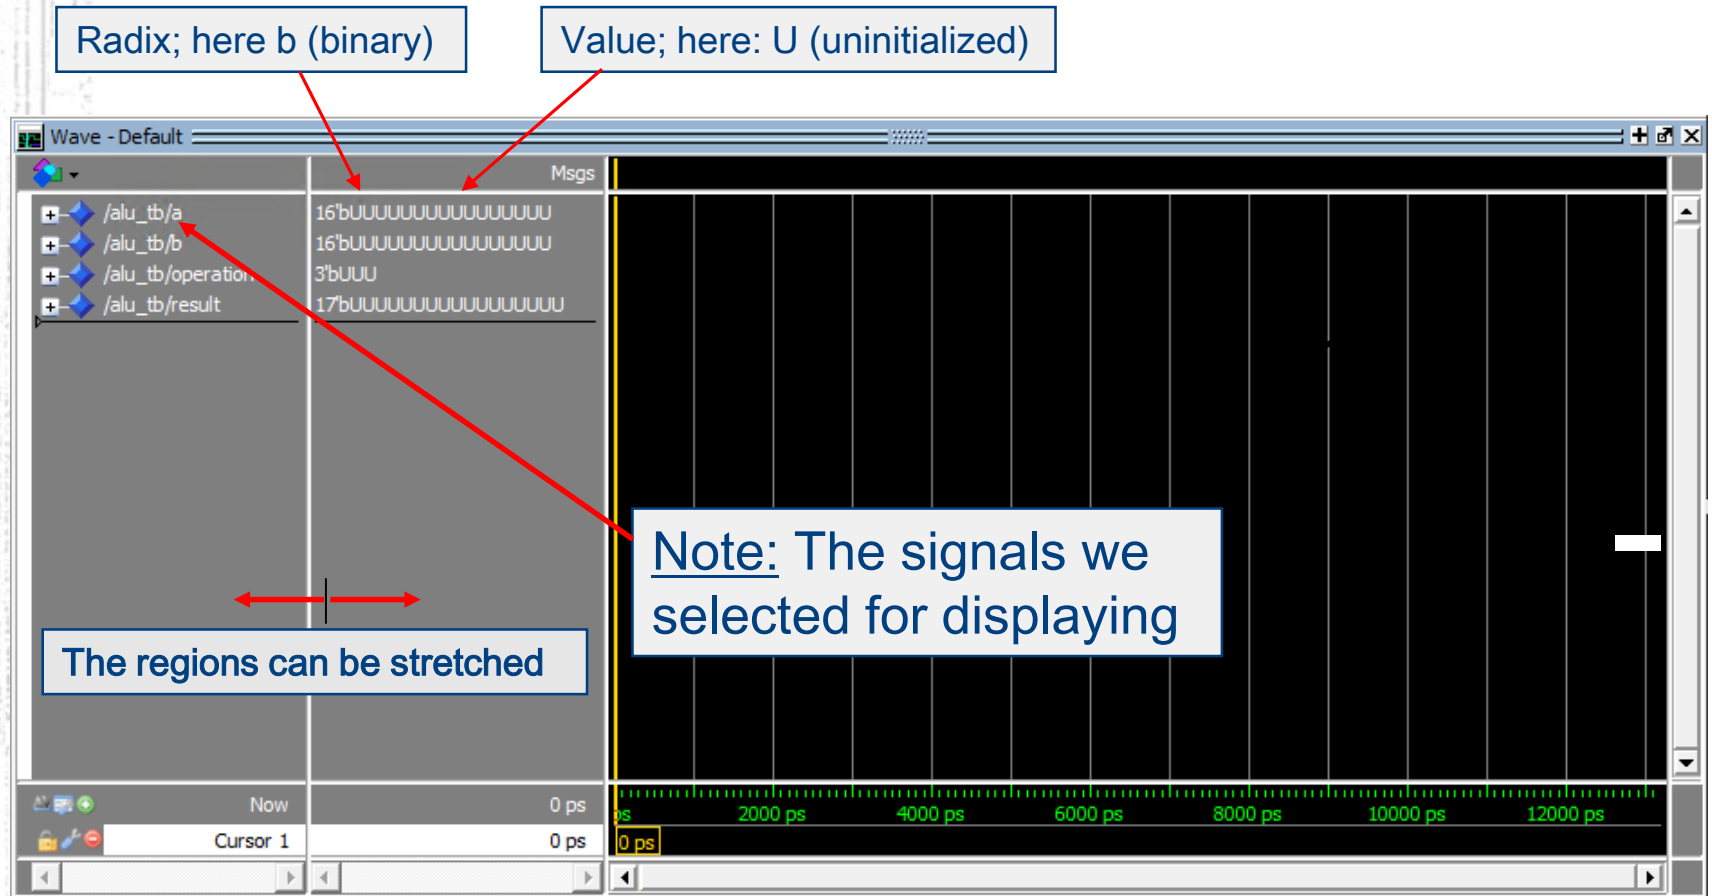 Radix; here b (binary)
Value; here: U (uninitialized)
Wave - Default
Msgs
/alu_tb/a 16'bUUUUUUUUUUUUUUUU
/alu_tb/b 16'bUUUUUUUUUUUUUUUU
/alu_tb/operation 3'bUUU
/alu_tb/result 17'bUUUUUUUUUUUUUUUUU
Note: The signals we
selected for displaying
The regions can be stretched
Now 0 ps
ps 2000 ps 4000 ps 6000 ps 8000 ps 10000 ps 12000 ps
Cursor 1 0 ps
0 ps